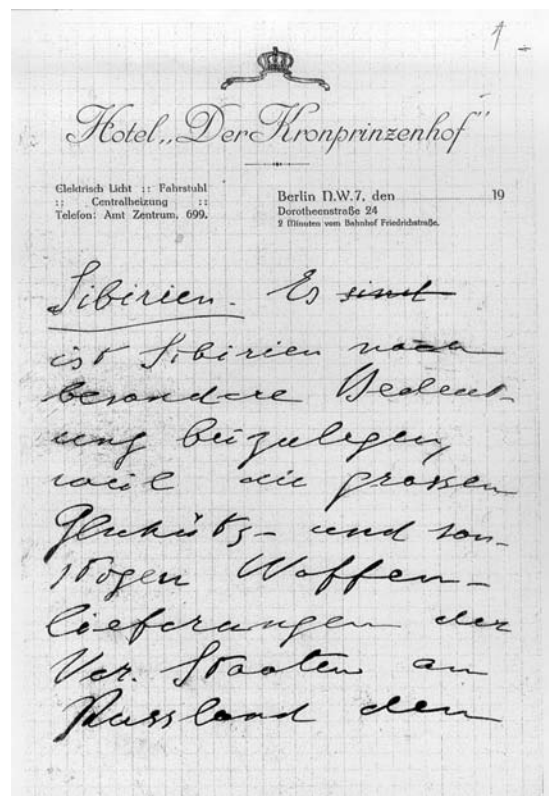 Hotel „Der Kronprinzenhof“
Elektrisch Licht :: Fahrstuhl
:: Centralheizung ::
Telefon: Amt Zentrum, 699.
Berlin N.W.7, den 19
Dorotheenstraße 24
2 Minuten vom Bahnhof Friedrichstraße.
Sibirien. Es sind
ist Sibirien noch
besondere Bedeut-
ung beizulegen,
weil die grossen
Geschütz- und son-
stigen Waffen-
lieferungen der
Ver. Staaten an
Russland den